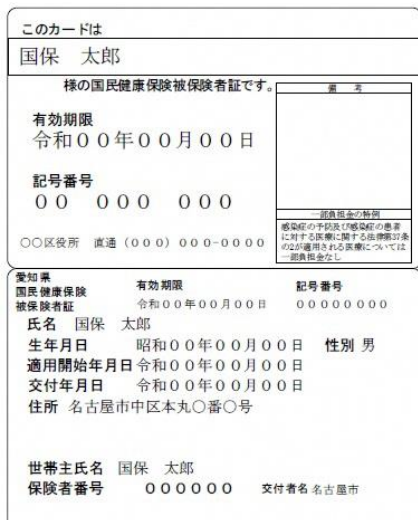 このカードは
国保　太郎
様の国民健康保険被保険者証です。
備　考
有効期限
令和００年００月００日
記号番号
００　０００　０００
○○区役所　直通（０００）０００-００００
一部負担金の特例
感染症の予防及び感染症の患者
に対する医療に関する法律第37条
の2が適用される医療については
一部負担金なし
愛知県
国民健康保険
被保険者証
有効期限
令和００年００月００日
記号番号
００００００００
氏名　国保　太郎
生年月日　昭和００年００月００日　性別 男
適用開始年月日 令和００年００月００日
交付年月日　令和００年００月００日
住所　名古屋市中区本丸○番○号
世帯主氏名　国保　太郎
保険者番号　００００００　交付者名 名古屋市